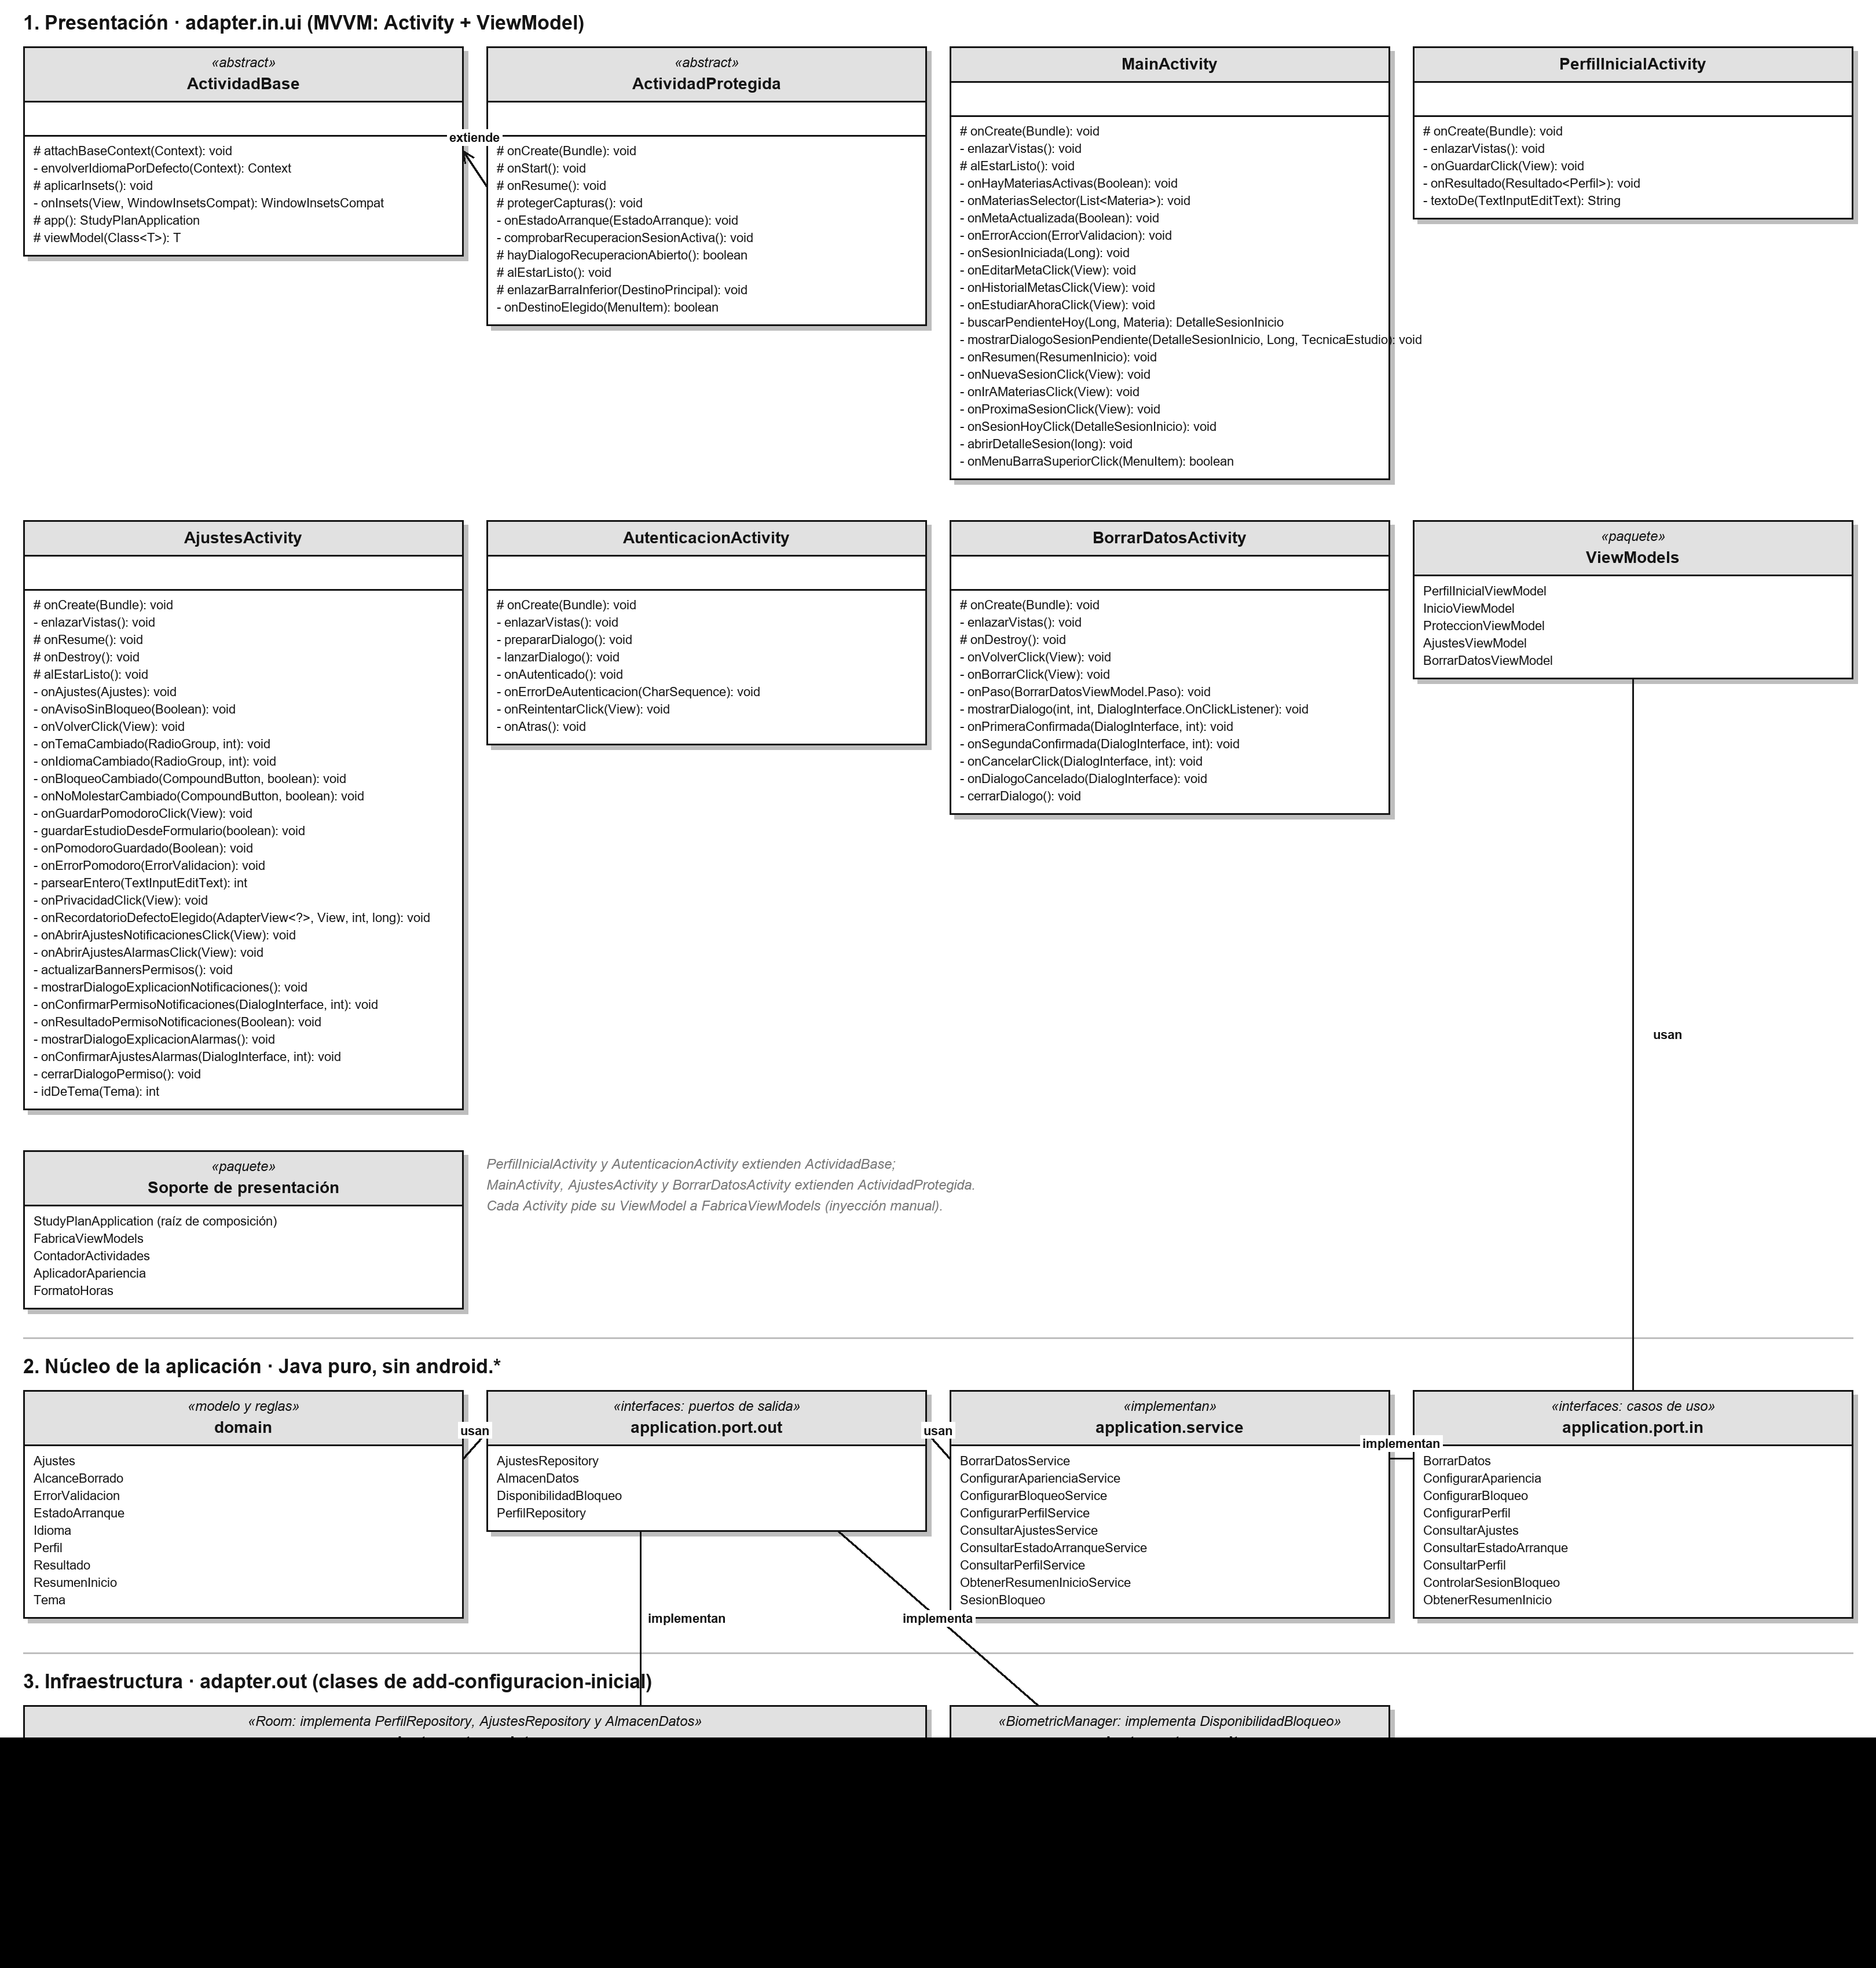 1. Presentación · adapter.in.ui (MVVM: Activity + ViewModel)
«abstract»
ActividadBase
# attachBaseContext(Context): void
- envolverIdiomaPorDefecto(Context): Context
# aplicarInsets(): void
- onInsets(View, WindowInsetsCompat): WindowInsetsCompat
# app(): StudyPlanApplication
# viewModel(Class<T>): T
extiende
«abstract»
ActividadProtegida
# onCreate(Bundle): void
# onStart(): void
# onResume(): void
# protegerCapturas(): void
- onEstadoArranque(EstadoArranque): void
- comprobarRecuperacionSesionActiva(): void
# hayDialogoRecuperacionAbierto(): boolean
# alEstarListo(): void
# enlazarBarraInferior(DestinoPrincipal): void
- onDestinoElegido(MenuItem): boolean
MainActivity
# onCreate(Bundle): void
- enlazarVistas(): void
# alEstarListo(): void
- onHayMateriasActivas(Boolean): void
- onMateriasSelector(List<Materia>): void
- onMetaActualizada(Boolean): void
- onErrorAccion(ErrorValidacion): void
- onSesionIniciada(Long): void
- onEditarMetaClick(View): void
- onHistorialMetasClick(View): void
- onEstudiarAhoraClick(View): void
- buscarPendienteHoy(Long, Materia): DetalleSesionInicio
- mostrarDialogoSesionPendiente(DetalleSesionInicio, Long, TecnicaEstudio): void
- onResumen(ResumenInicio): void
- onNuevaSesionClick(View): void
- onIrAMateriasClick(View): void
- onProximaSesionClick(View): void
- onSesionHoyClick(DetalleSesionInicio): void
- abrirDetalleSesion(long): void
- onMenuBarraSuperiorClick(MenuItem): boolean
PerfilInicialActivity
# onCreate(Bundle): void
- enlazarVistas(): void
- onGuardarClick(View): void
- onResultado(Resultado<Perfil>): void
- textoDe(TextInputEditText): String
AjustesActivity
# onCreate(Bundle): void
- enlazarVistas(): void
# onResume(): void
# onDestroy(): void
# alEstarListo(): void
- onAjustes(Ajustes): void
- onAvisoSinBloqueo(Boolean): void
- onVolverClick(View): void
- onTemaCambiado(RadioGroup, int): void
- onIdiomaCambiado(RadioGroup, int): void
- onBloqueoCambiado(CompoundButton, boolean): void
- onNoMolestarCambiado(CompoundButton, boolean): void
- onGuardarPomodoroClick(View): void
- guardarEstudioDesdeFormulario(boolean): void
- onPomodoroGuardado(Boolean): void
- onErrorPomodoro(ErrorValidacion): void
- parsearEntero(TextInputEditText): int
- onPrivacidadClick(View): void
- onRecordatorioDefectoElegido(AdapterView<?>, View, int, long): void
- onAbrirAjustesNotificacionesClick(View): void
- onAbrirAjustesAlarmasClick(View): void
- actualizarBannersPermisos(): void
- mostrarDialogoExplicacionNotificaciones(): void
- onConfirmarPermisoNotificaciones(DialogInterface, int): void
- onResultadoPermisoNotificaciones(Boolean): void
- mostrarDialogoExplicacionAlarmas(): void
- onConfirmarAjustesAlarmas(DialogInterface, int): void
- cerrarDialogoPermiso(): void
- idDeTema(Tema): int
AutenticacionActivity
# onCreate(Bundle): void
- enlazarVistas(): void
- prepararDialogo(): void
- lanzarDialogo(): void
- onAutenticado(): void
- onErrorDeAutenticacion(CharSequence): void
- onReintentarClick(View): void
- onAtras(): void
BorrarDatosActivity
# onCreate(Bundle): void
- enlazarVistas(): void
# onDestroy(): void
- onVolverClick(View): void
- onBorrarClick(View): void
- onPaso(BorrarDatosViewModel.Paso): void
- mostrarDialogo(int, int, DialogInterface.OnClickListener): void
- onPrimeraConfirmada(DialogInterface, int): void
- onSegundaConfirmada(DialogInterface, int): void
- onCancelarClick(DialogInterface, int): void
- onDialogoCancelado(DialogInterface): void
- cerrarDialogo(): void
«paquete»
ViewModels
PerfilInicialViewModel
InicioViewModel
ProteccionViewModel
AjustesViewModel
BorrarDatosViewModel
usan
«paquete»
Soporte de presentación
StudyPlanApplication (raíz de composición)
FabricaViewModels
ContadorActividades
AplicadorApariencia
FormatoHoras
PerfilInicialActivity y AutenticacionActivity extienden ActividadBase;
MainActivity, AjustesActivity y BorrarDatosActivity extienden ActividadProtegida.
Cada Activity pide su ViewModel a FabricaViewModels (inyección manual).
2. Núcleo de la aplicación · Java puro, sin android.*
«modelo y reglas»
domain
Ajustes
AlcanceBorrado
ErrorValidacion
EstadoArranque
Idioma
Perfil
Resultado
ResumenInicio
Tema
usan
«interfaces: puertos de salida»
application.port.out
AjustesRepository
AlmacenDatos
DisponibilidadBloqueo
PerfilRepository
usan
«implementan»
application.service
BorrarDatosService
ConfigurarAparienciaService
ConfigurarBloqueoService
ConfigurarPerfilService
ConsultarAjustesService
ConsultarEstadoArranqueService
ConsultarPerfilService
ObtenerResumenInicioService
SesionBloqueo
implementan
«interfaces: casos de uso»
application.port.in
BorrarDatos
ConfigurarApariencia
ConfigurarBloqueo
ConfigurarPerfil
ConsultarAjustes
ConsultarEstadoArranque
ConsultarPerfil
ControlarSesionBloqueo
ObtenerResumenInicio
implementan
implementa
3. Infraestructura · adapter.out (clases de add-configuracion-inicial)
«Room: implementa PerfilRepository, AjustesRepository y AlmacenDatos»
«BiometricManager: implementa DisponibilidadBloqueo»